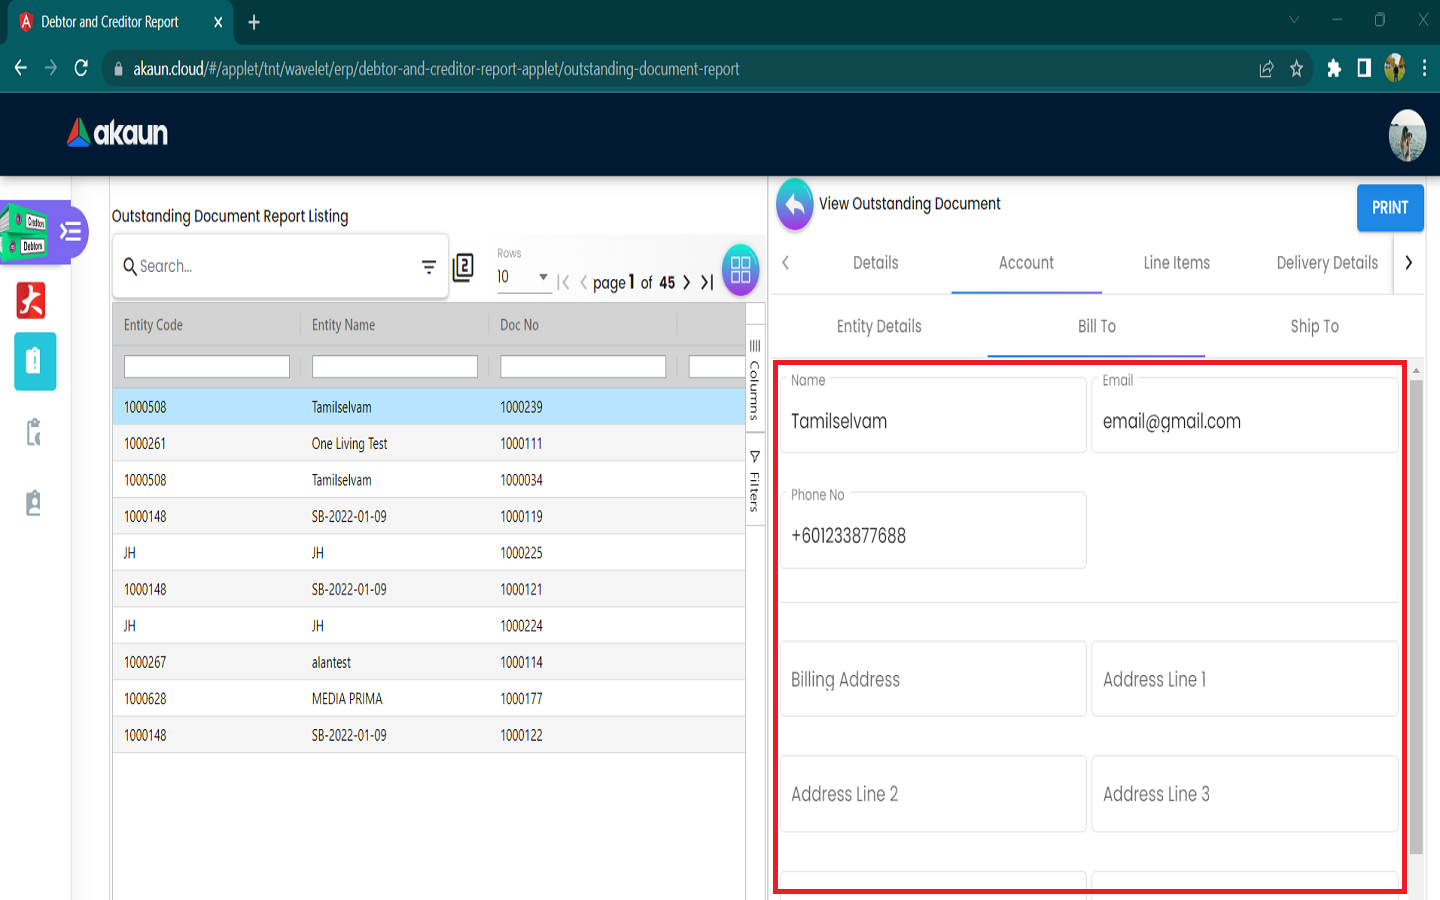 Debtor and Creditor Report
akaun.cloud/#/applet/tnt/wavelet/erp/debtor-and-creditor-report-applet/outstanding-document-report
akaun
Creditors
Debtors
大
Outstanding Document Report Listing
Search...
2
Rows
10
page 1 of 45
Entity Code Entity Name Doc No
1000508 Tamilselvam 1000239
1000261 One Living Test 1000111
1000508 Tamilselvam 1000034
1000148 SB-2022-01-09 1000119
JH JH 1000225
1000148 SB-2022-01-09 1000121
JH JH 1000224
1000267 alantest 1000114
1000628 MEDIA PRIMA 1000177
1000148 SB-2022-01-09 1000122
Columns
Filters
View Outstanding Document
PRINT
Details Account Line Items Delivery Details
Entity Details Bill To Ship To
Name
Tamilselvam
Email
email@gmail.com
Phone No
+601233877688
Billing Address
Address Line 1
Address Line 2
Address Line 3